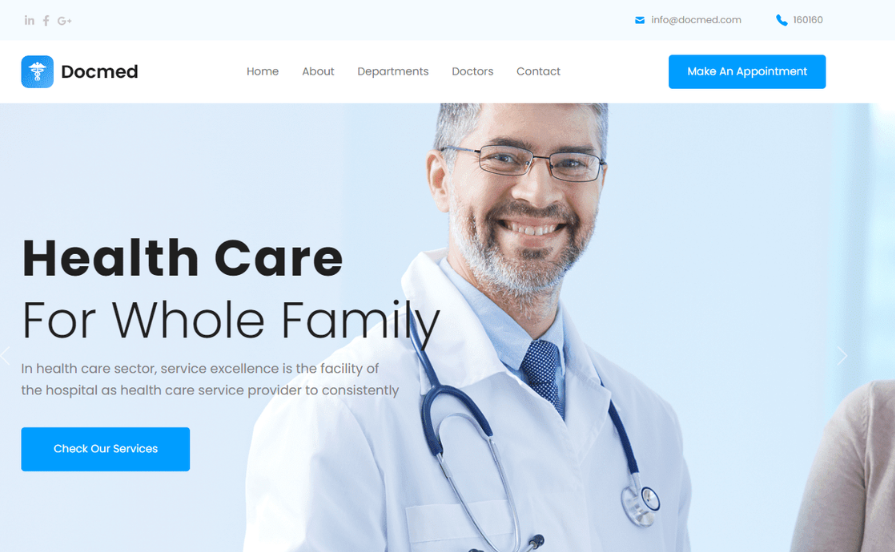 in f G+
info@docmed.com 160160
Docmed
Home About Departments Doctors Contact
Make An Appointment
Health Care
For Whole Family
In health care sector, service excellence is the facility of
the hospital as health care service provider to consistently
Check Our Services